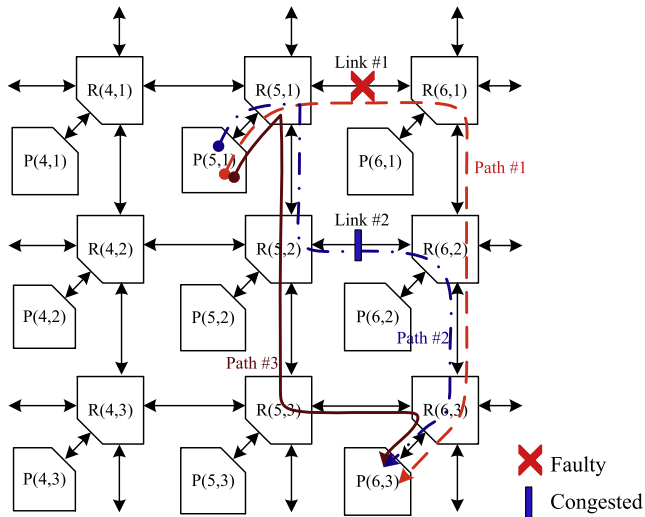 Link #1
R(4,1)
R(5,1)
R(6,1)
P(4,1)
P(5,1)
P(6,1)
Path #1
Link #2
R(4,2)
R(5,2)
R(6,2)
P(4,2)
P(5,2)
P(6,2)
Path #2
Path #3
R(4,3)
R(5,3)
R(6,3)
P(4,3)
P(5,3)
P(6,3)
Faulty
Congested